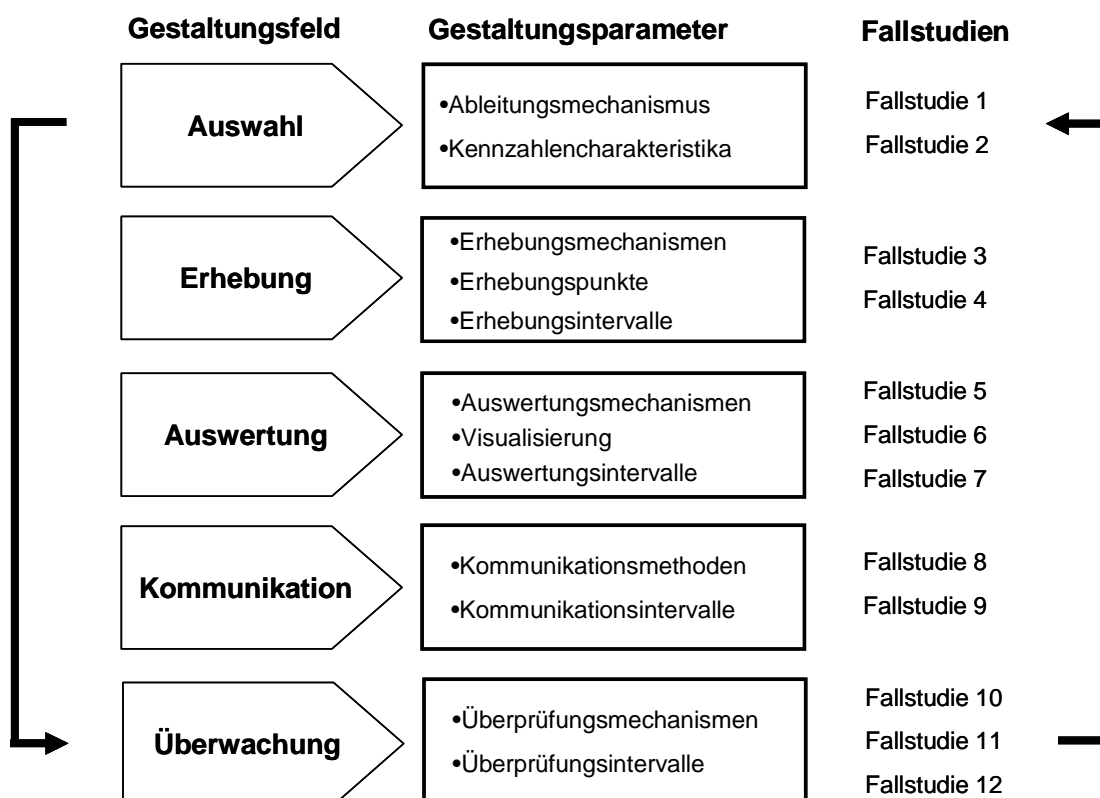 Gestaltungsfeld Gestaltungsparameter Fallstudien
Auswahl
•Ableitungsmechanismus
•Kennzahlencharakteristika
Fallstudie 1
Fallstudie 2
Erhebung
•Erhebungsmechanismen
•Erhebungspunkte
•Erhebungsintervalle
Fallstudie 3
Fallstudie 4
Auswertung
•Auswertungsmechanismen
•Visualisierung
•Auswertungsintervalle
Fallstudie 5
Fallstudie 6
Fallstudie 7
Kommunikation
•Kommunikationsmethoden
•Kommunikationsintervalle
Fallstudie 8
Fallstudie 9
Überwachung
•Überprüfungsmechanismen
•Überprüfungsintervalle
Fallstudie 10
Fallstudie 11
Fallstudie 12